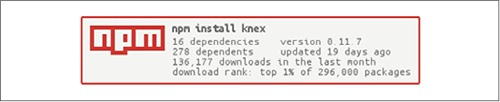 npm
npm install knex
16 dependencies version 0.11.7
278 dependents updated 19 days ago
136,177 downloads in the last month
download rank: top 1% of 296,000 packages